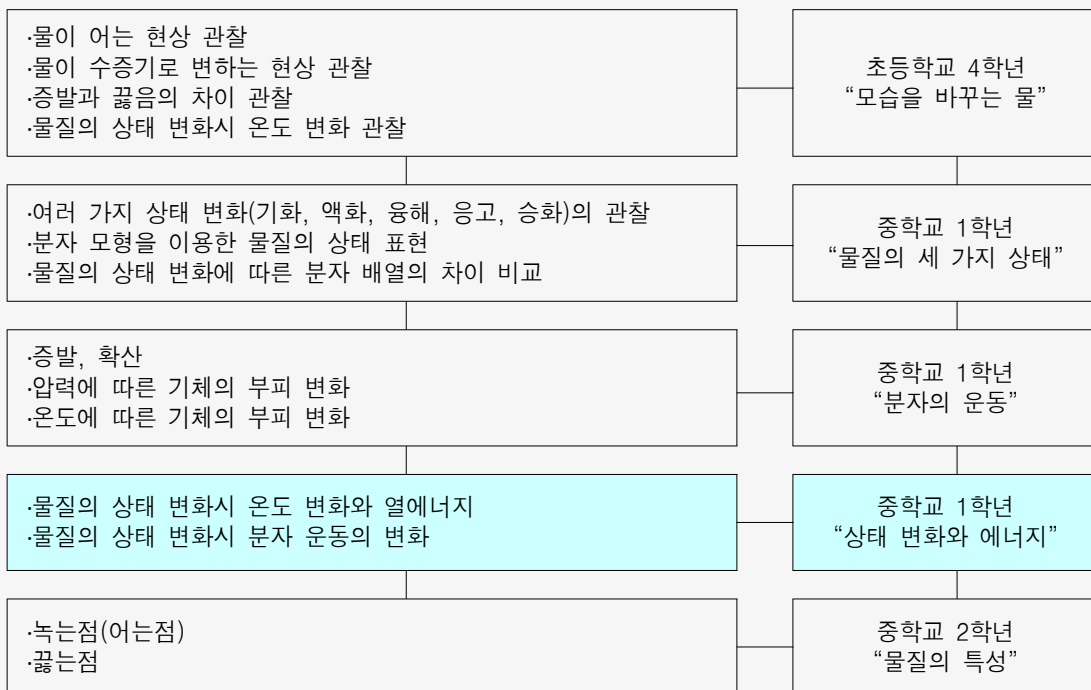 ·물이 어는 현상 관찰
·물이 수증기로 변하는 현상 관찰
·증발과 끓음의 차이 관찰
·물질의 상태 변화시 온도 변화 관찰
초등학교 4학년
“모습을 바꾸는 물”
·여러 가지 상태 변화(기화, 액화, 융해, 응고, 승화)의 관찰
·분자 모형을 이용한 물질의 상태 표현
·물질의 상태 변화에 따른 분자 배열의 차이 비교
중학교 1학년
“물질의 세 가지 상태”
·증발, 확산
·압력에 따른 기체의 부피 변화
·온도에 따른 기체의 부피 변화
중학교 1학년
“분자의 운동”
·물질의 상태 변화시 온도 변화와 열에너지
·물질의 상태 변화시 분자 운동의 변화
중학교 1학년
“상태 변화와 에너지”
·녹는점(어는점)
·끓는점
중학교 2학년
“물질의 특성”